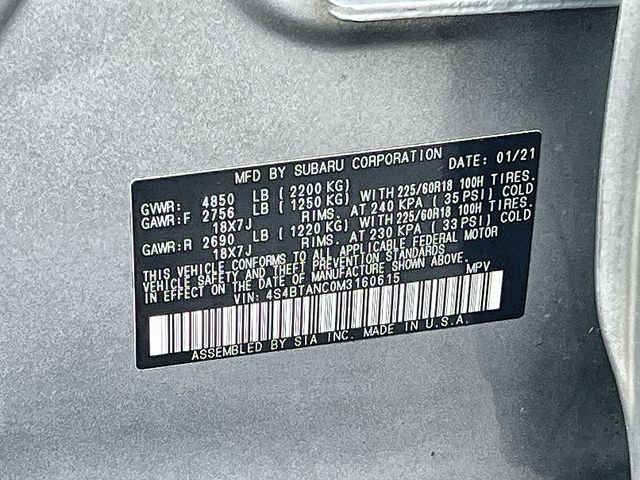 MFD BY SUBARU CORPORATION DATE: 01/21
GVWR: 4850 LB (2200 KG)
GAWR:F 2756 LB (1250 KG) WITH 225/60R18 100H TIRES.
18X7J RIMS. AT 240 KPA (35 PSI) COLD
GAWR:R 2690 LB (1220 KG) WITH 225/60R18 100H TIRES.
18X7J RIMS. AT 230 KPA (33 PSI) COLD
THIS VEHICLE CONFORMS TO ALL APPLICABLE FEDERAL MOTOR
VEHICLE SAFETY AND THEFT PREVENTION STANDARDS
IN EFFECT ON THE DATE OF MANUFACTURE SHOWN ABOVE.
VIN: 4S4BTANC0M3160615 MPV
ASSEMBLED BY SIA INC. MADE IN U.S.A.